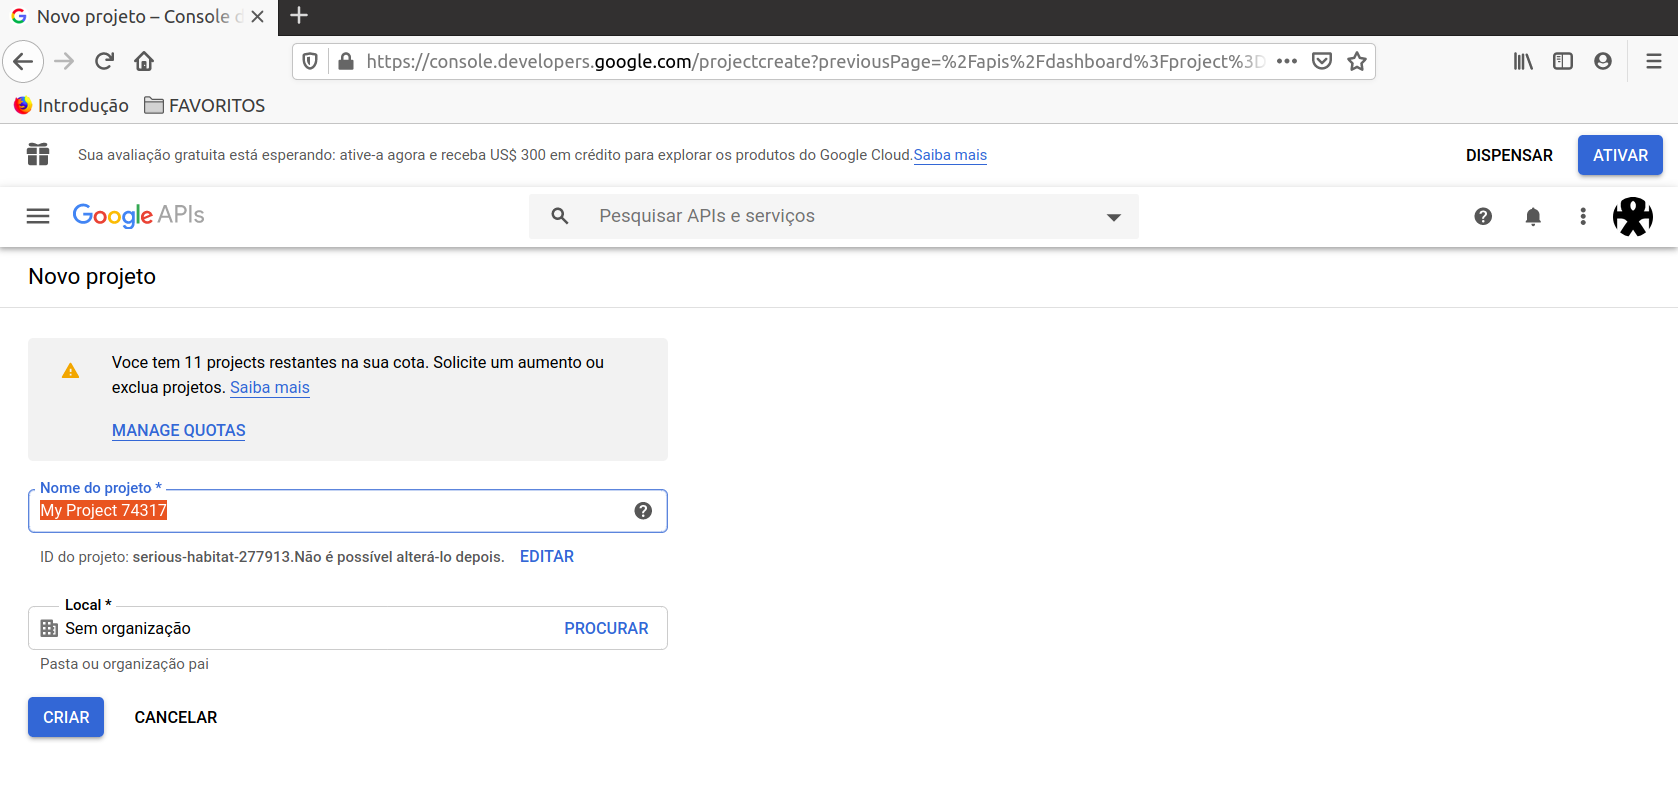 Novo projeto – Console d
https://console.developers.google.com/projectcreate?previousPage=%2Fapis%2Fdashboard%3Fproject%3D
Introdução FAVORITOS
Sua avaliação gratuita está esperando: ative-a agora e receba US$ 300 em crédito para explorar os produtos do Google Cloud.Saiba mais DISPENSAR ATIVAR
Google APIs Pesquisar APIs e serviços
Novo projeto
Voce tem 11 projects restantes na sua cota. Solicite um aumento ou
exclua projetos. Saiba mais
MANAGE QUOTAS
Nome do projeto *
My Project 74317
ID do projeto: serious-habitat-277913.Não é possível alterá-lo depois. EDITAR
Local *
Sem organização PROCURAR
Pasta ou organização pai
CRIAR CANCELAR